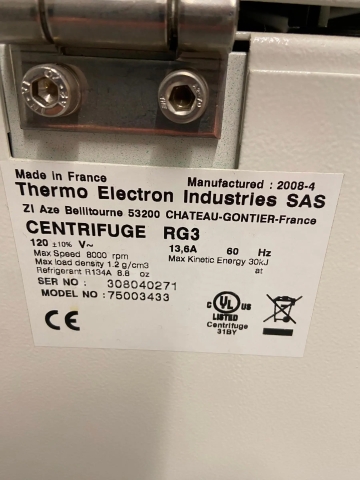 Made in France
Manufactured : 2008-4
Thermo Electron Industries SAS
ZI Aze Bellitourne 53200 CHATEAU-GONTIER-France
CENTRIFUGE RG3
120 ±10% V~ 13,6A 60 Hz
Max Speed 8000 rpm Max Kinetic Energy 30kJ
Max load density 1.2 g/cm3 at
Refrigerant R134A 8.8 oz
SER NO : 308040271
MODEL NO : 75003433
CE
c UL US
LISTED
Centrifuge
31BY